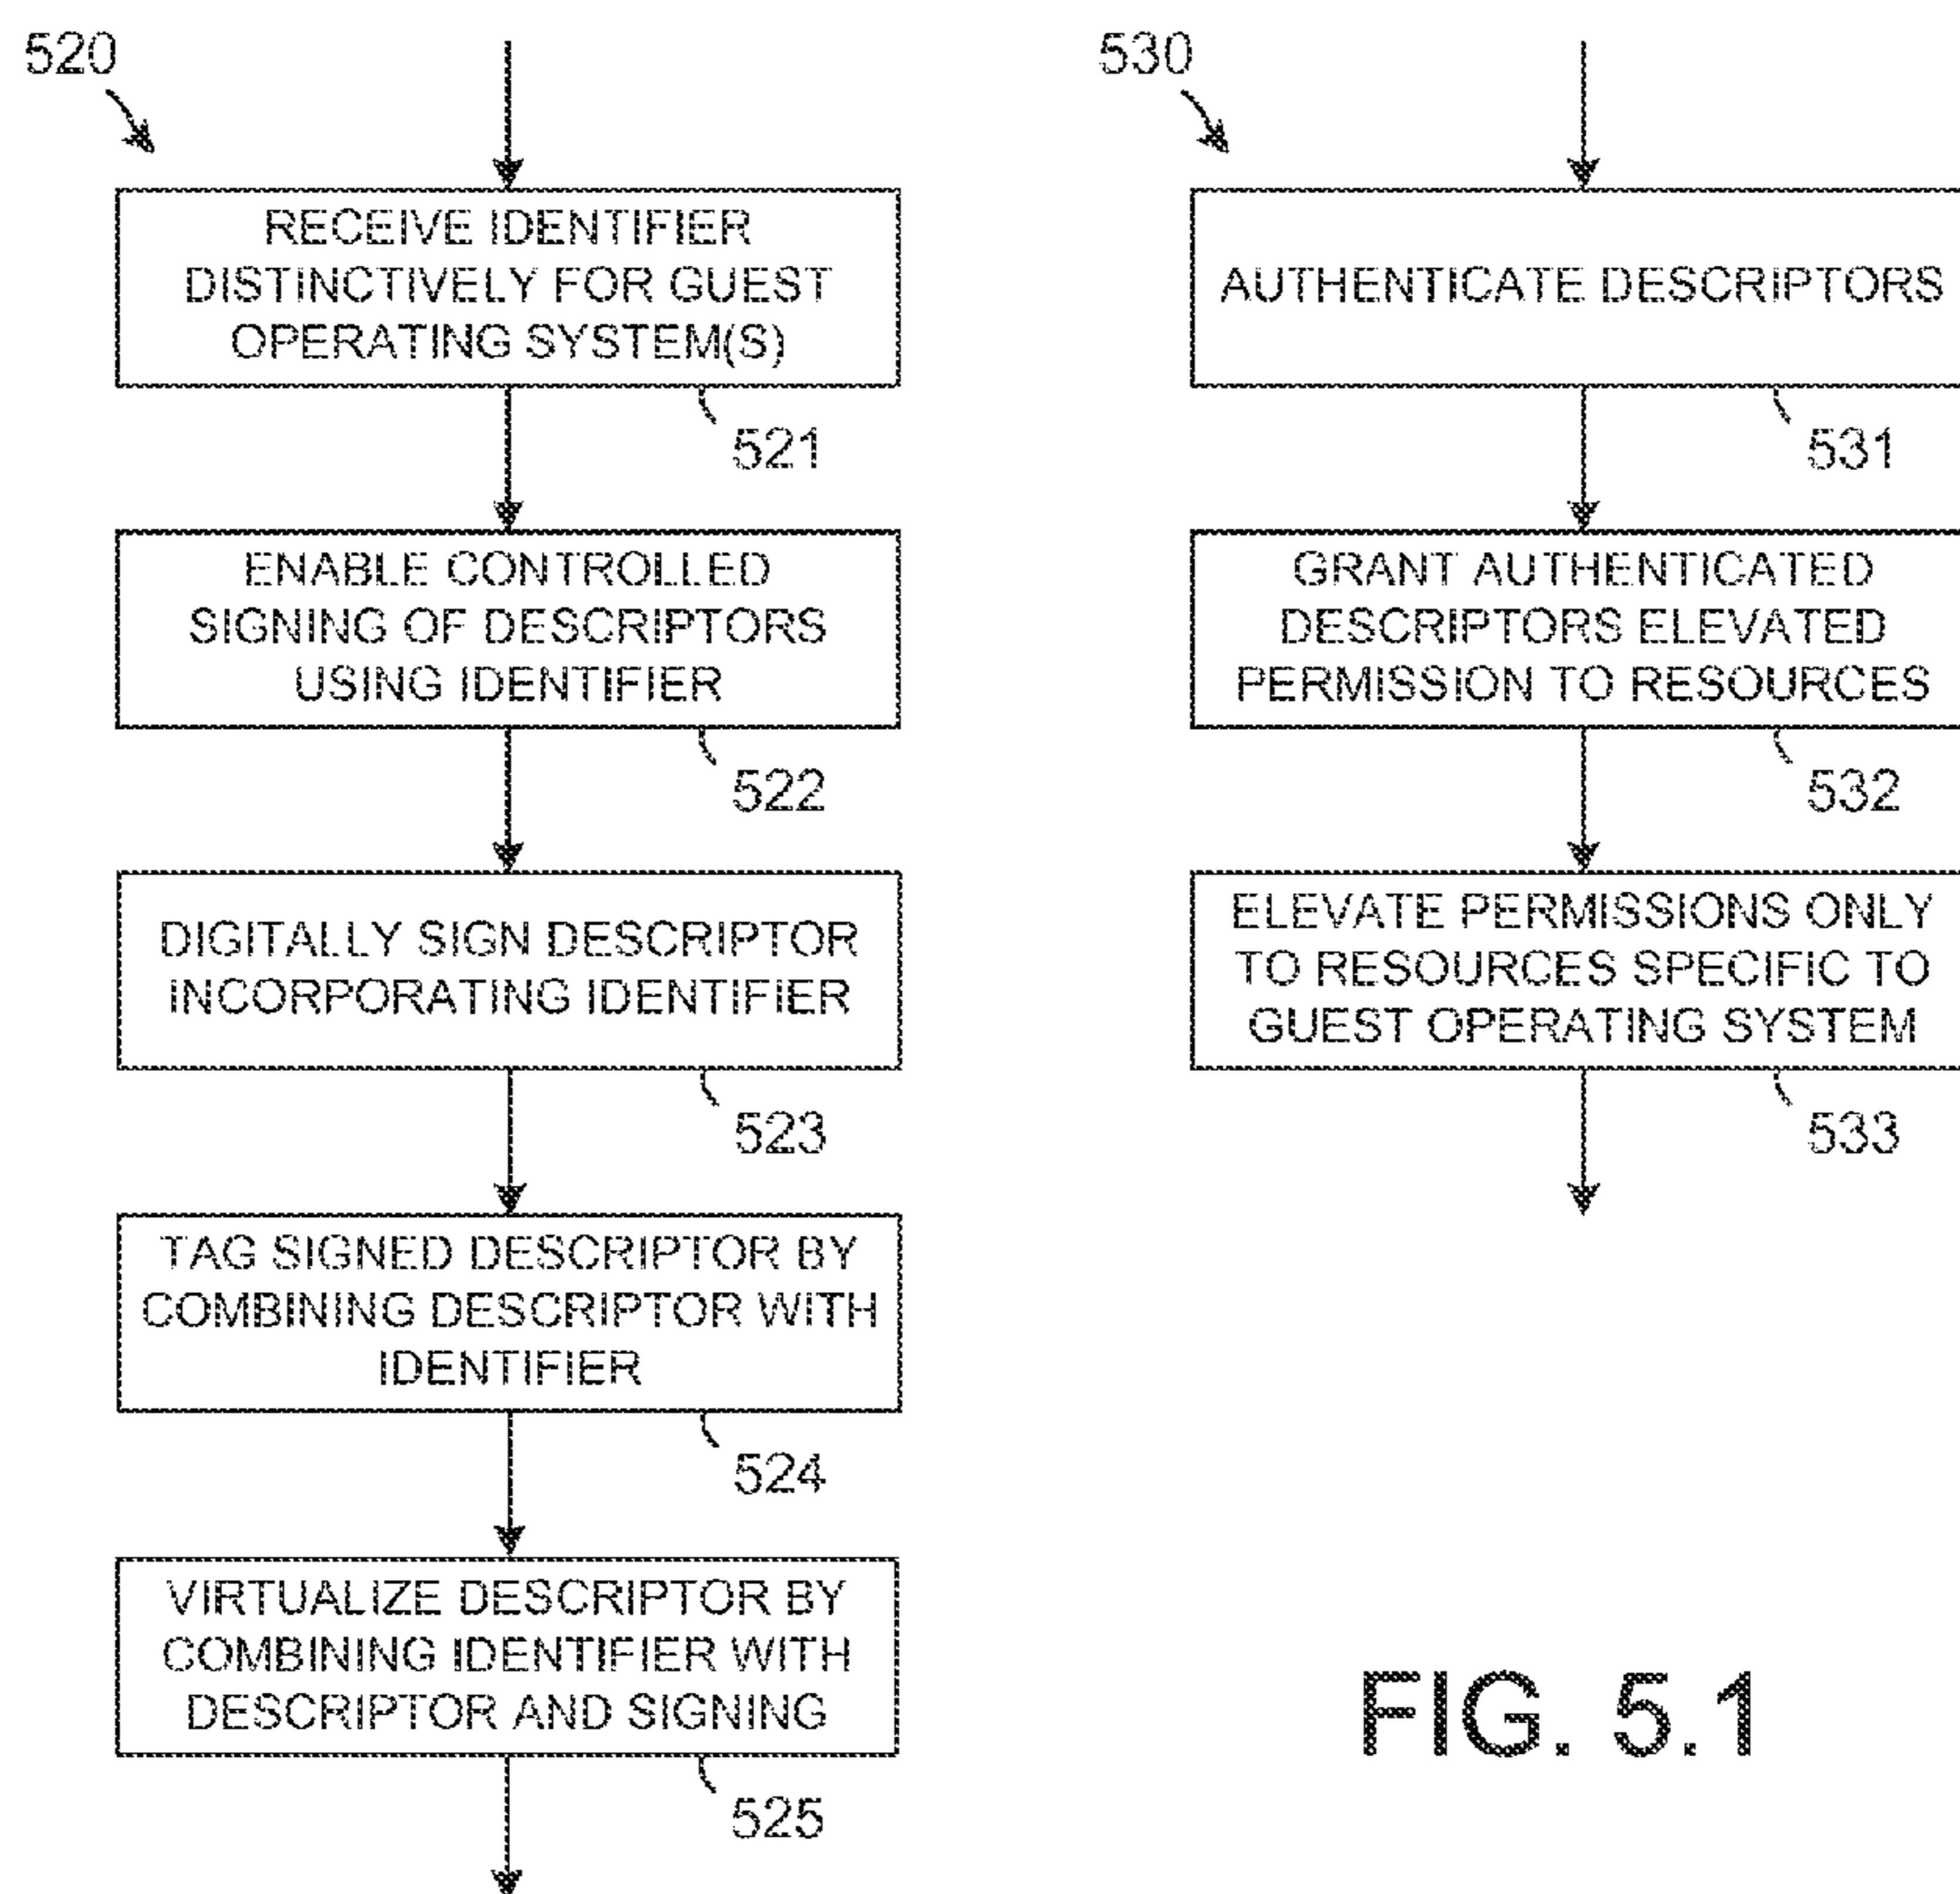 520
RECEIVE IDENTIFIER
DISTINCTIVELY FOR GUEST
OPERATING SYSTEM(S)
521
ENABLE CONTROLLED
SIGNING OF DESCRIPTORS
USING IDENTIFIER
522
DIGITALLY SIGN DESCRIPTOR
INCORPORATING IDENTIFIER
523
TAG SIGNED DESCRIPTOR BY
COMBINING DESCRIPTOR WITH
IDENTIFIER
524
VIRTUALIZE DESCRIPTOR BY
COMBINING IDENTIFIER WITH
DESCRIPTOR AND SIGNING
525
530
AUTHENTICATE DESCRIPTORS
531
GRANT AUTHENTICATED
DESCRIPTORS ELEVATED
PERMISSION TO RESOURCES
532
ELEVATE PERMISSIONS ONLY
TO RESOURCES SPECIFIC TO
GUEST OPERATING SYSTEM
533
FIG. 5.1